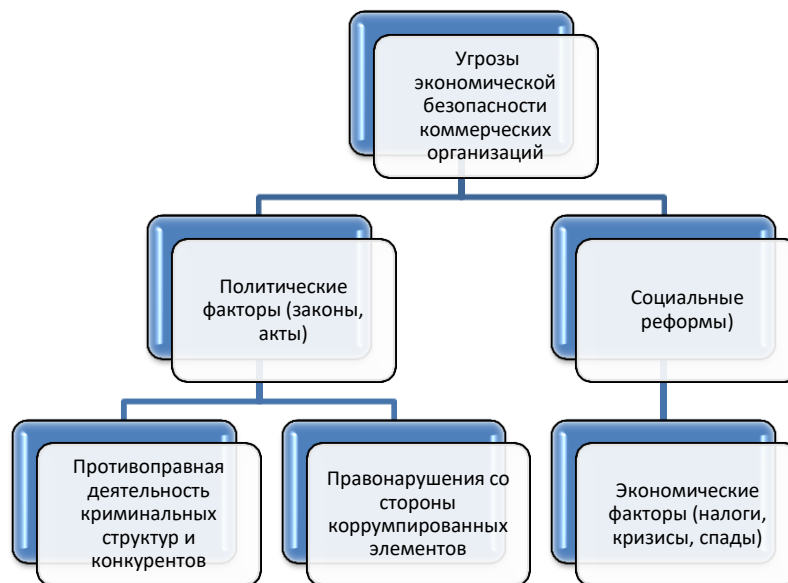 Угрозы
экономической
безопасности
коммерческих
организаций
Политические
факторы (законы,
акты)
Социальные
реформы)
Противоправная
деятельность
криминальных
структур и
конкурентов
Правонарушения со
стороны
коррумпированных
элементов
Экономические
факторы (налоги,
кризисы, спады)